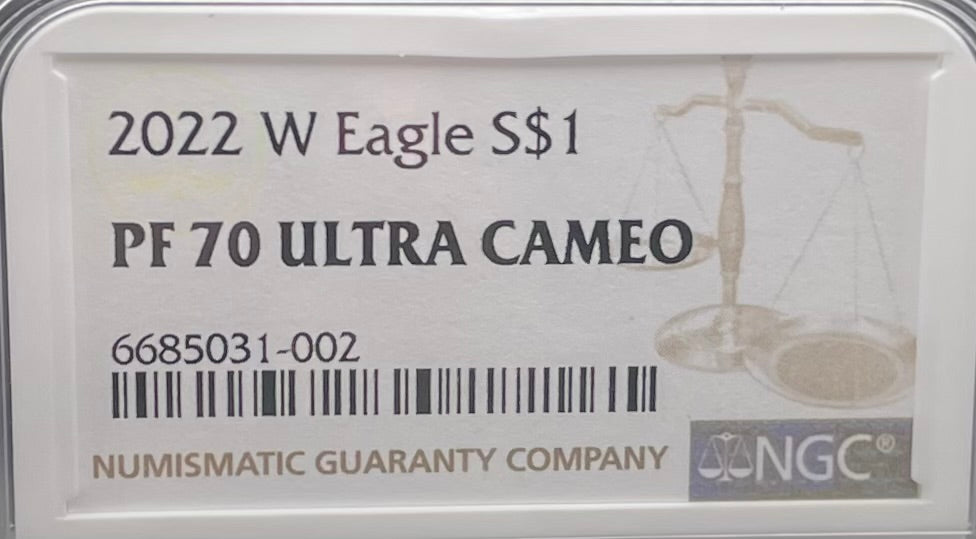 2022 W Eagle S$1
PF 70 ULTRA CAMEO
6685031-002
NUMISMATIC GUARANTY COMPANY
NGC®